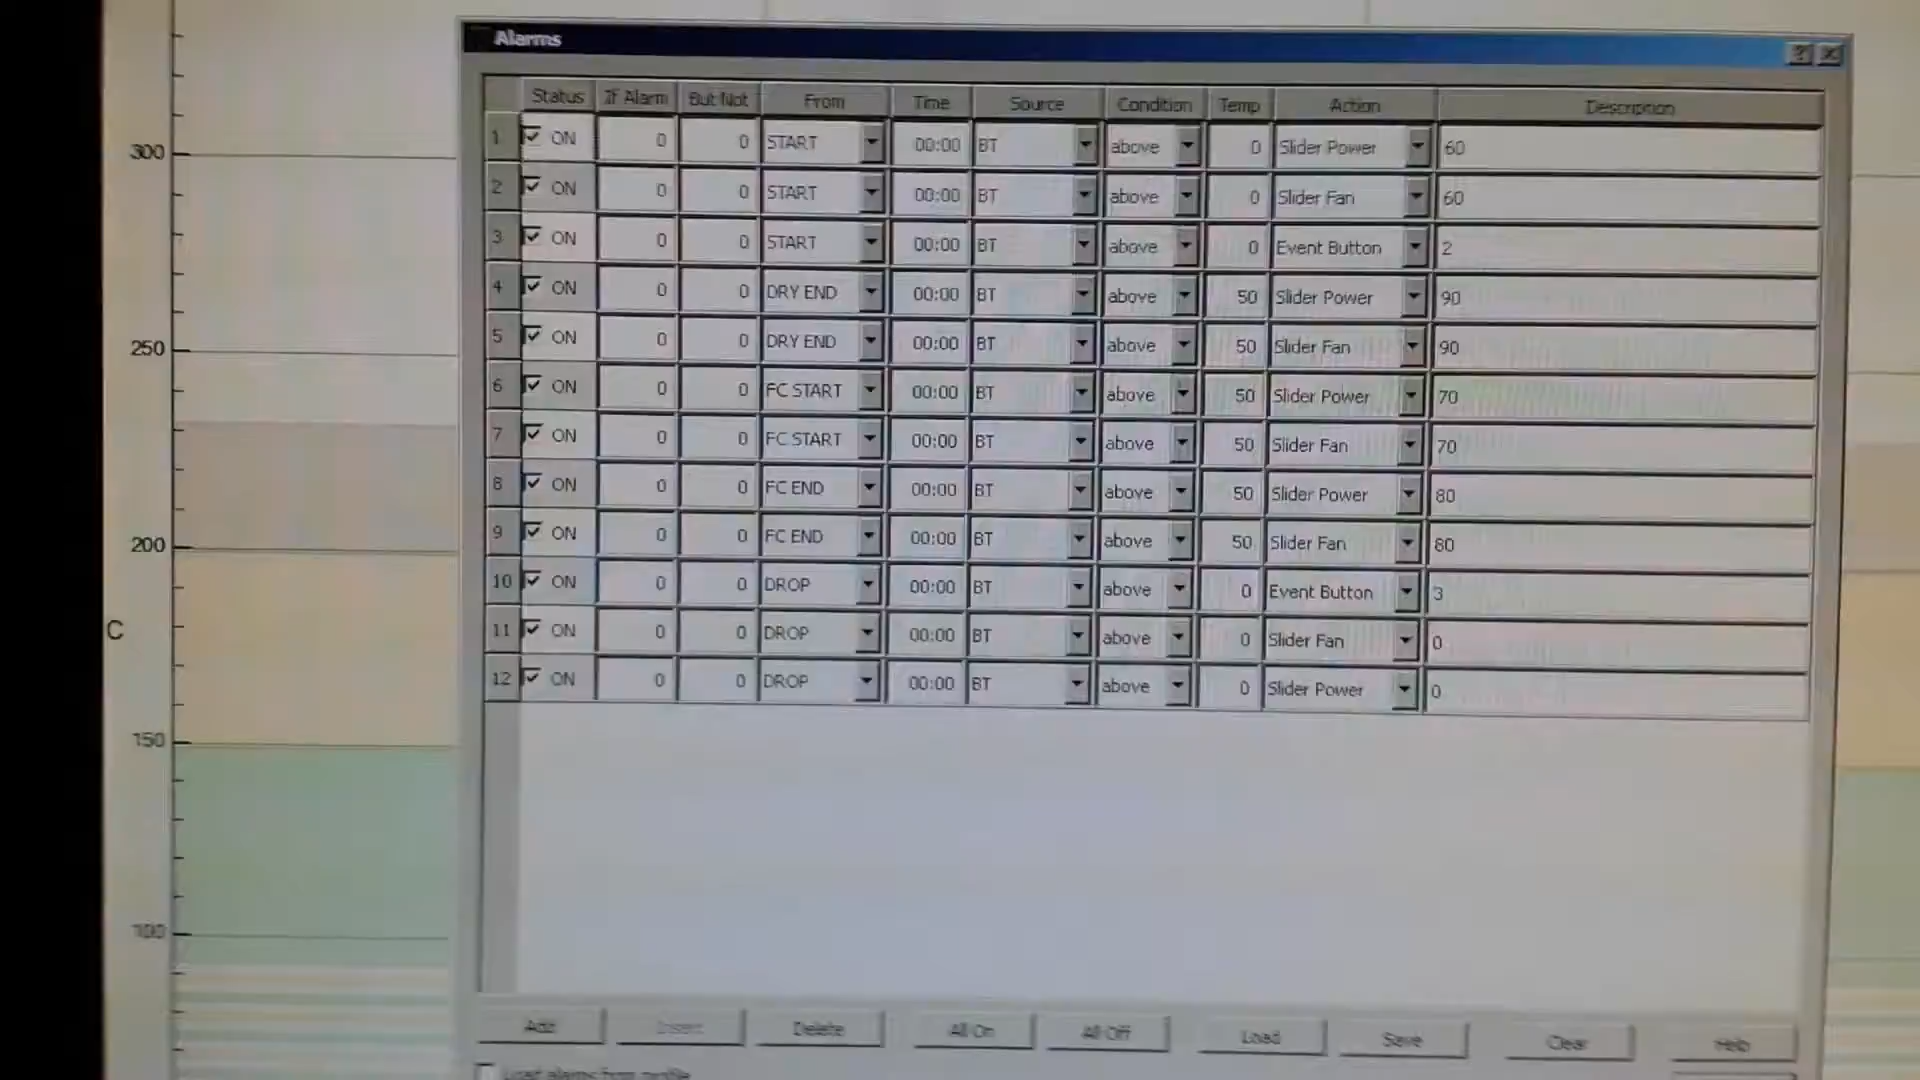 Alarms
Status If Alarm But Not From Time Source Condition Temp Action Description
1 ON 0 0 START 00:00 BT above 0 Slider Power 60
2 ON 0 0 START 00:00 BT above 0 Slider Fan 60
3 ON 0 0 START 00:00 BT above 0 Event Button 2
4 ON 0 0 DRY END 00:00 BT above 50 Slider Power 90
5 ON 0 0 DRY END 00:00 BT above 50 Slider Fan 90
6 ON 0 0 FC START 00:00 BT above 50 Slider Power 70
7 ON 0 0 FC START 00:00 BT above 50 Slider Fan 70
8 ON 0 0 FC END 00:00 BT above 50 Slider Power 80
9 ON 0 0 FC END 00:00 BT above 50 Slider Fan 80
10 ON 0 0 DROP 00:00 BT above 0 Event Button 3
11 ON 0 0 DROP 00:00 BT above 0 Slider Fan 0
12 ON 0 0 DROP 00:00 BT above 0 Slider Power 0
Add Insert Delete All On All Off Load Save Clear Help
Load alarms from profile
300
250
200
C
150
100